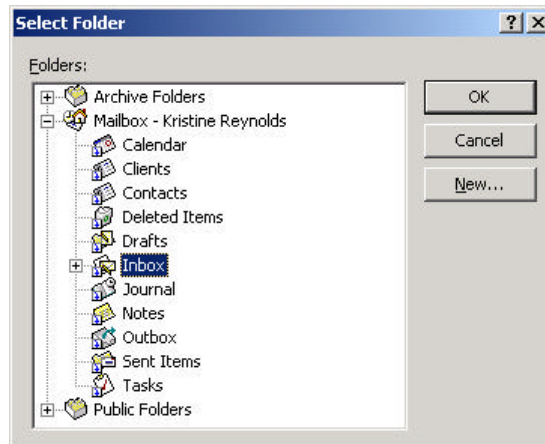 Select Folder
Folders:
Archive Folders
Mailbox - Kristine Reynolds
Calendar
Clients
Contacts
Deleted Items
Drafts
Inbox
Journal
Notes
Outbox
Sent Items
Tasks
Public Folders
OK
Cancel
New...